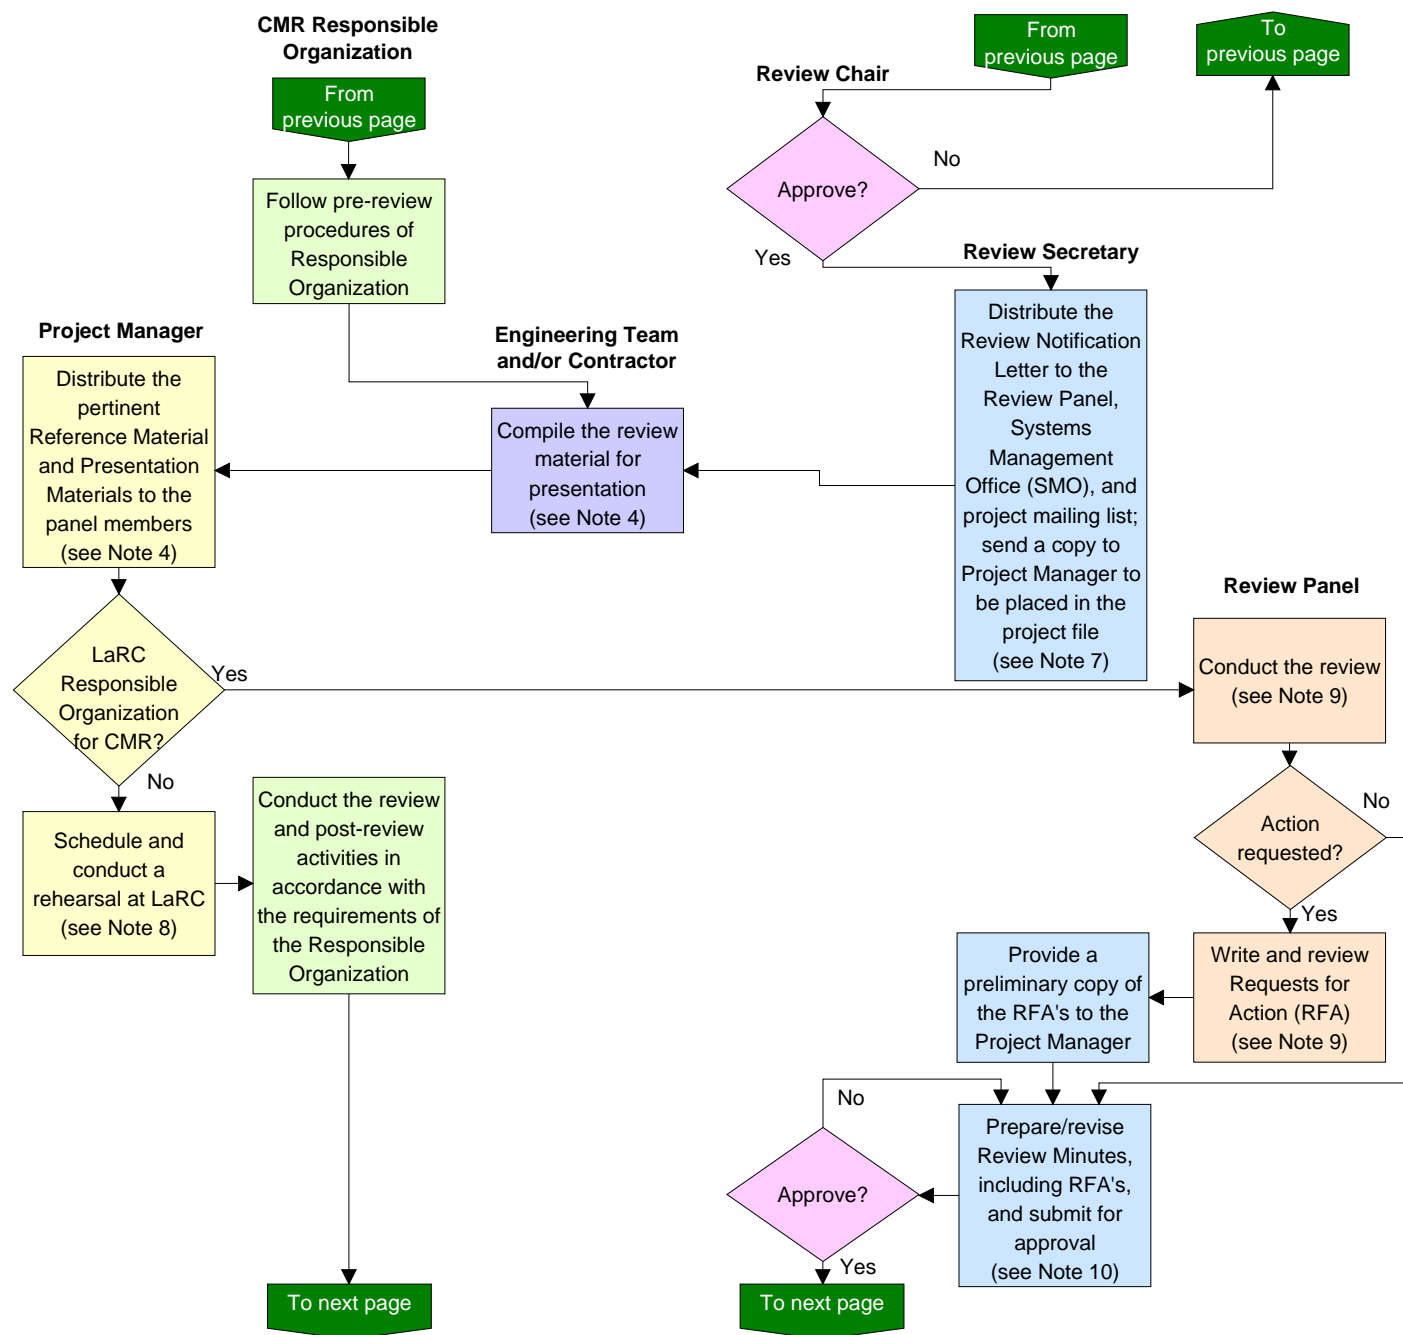 CMR Responsible
Organization
From
previous page
From
previous page
To
previous page
Review Chair
Approve?
No
Yes
Follow pre-review
procedures of
Responsible
Organization
Review Secretary
Distribute the
Review Notification
Letter to the
Review Panel,
Systems
Management
Office (SMO), and
project mailing list;
send a copy to
Project Manager to
be placed in the
project file
(see Note 7)
Project Manager
Distribute the
pertinent
Reference Material
and Presentation
Materials to the
panel members
(see Note 4)
Engineering Team
and/or Contractor
Compile the review
material for
presentation
(see Note 4)
LaRC
Responsible
Organization
for CMR?
Yes
No
Review Panel
Conduct the review
(see Note 9)
Action
requested?
No
Yes
Schedule and
conduct a
rehearsal at LaRC
(see Note 8)
Conduct the review
and post-review
activities in
accordance with
the requirements of
the Responsible
Organization
Write and review
Requests for
Action (RFA)
(see Note 9)
Provide a
preliminary copy of
the RFA's to the
Project Manager
Prepare/revise
Review Minutes,
including RFA's,
and submit for
approval
(see Note 10)
No
Approve?
Yes
To next page
To next page